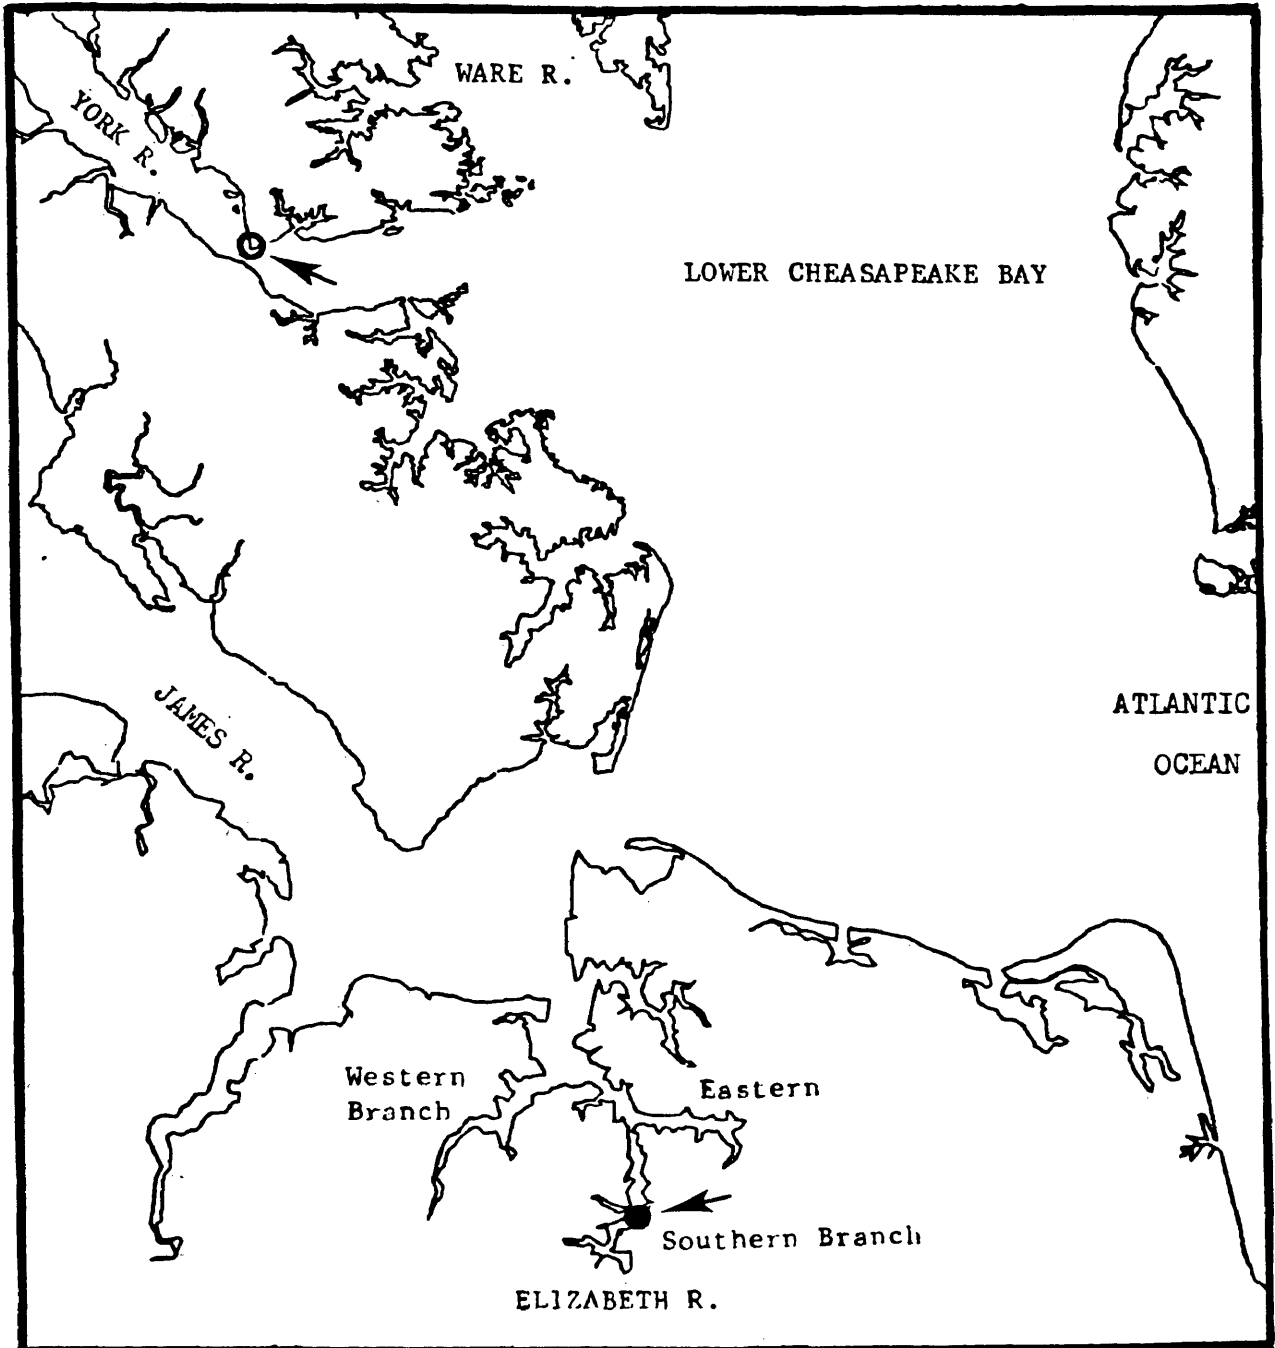 WARE R.
YORK R.
LOWER CHEASAPEAKE BAY
JAMES R.
ATLANTIC
OCEAN
Western
Branch
Eastern
Southern Branch
ELIZABETH R.